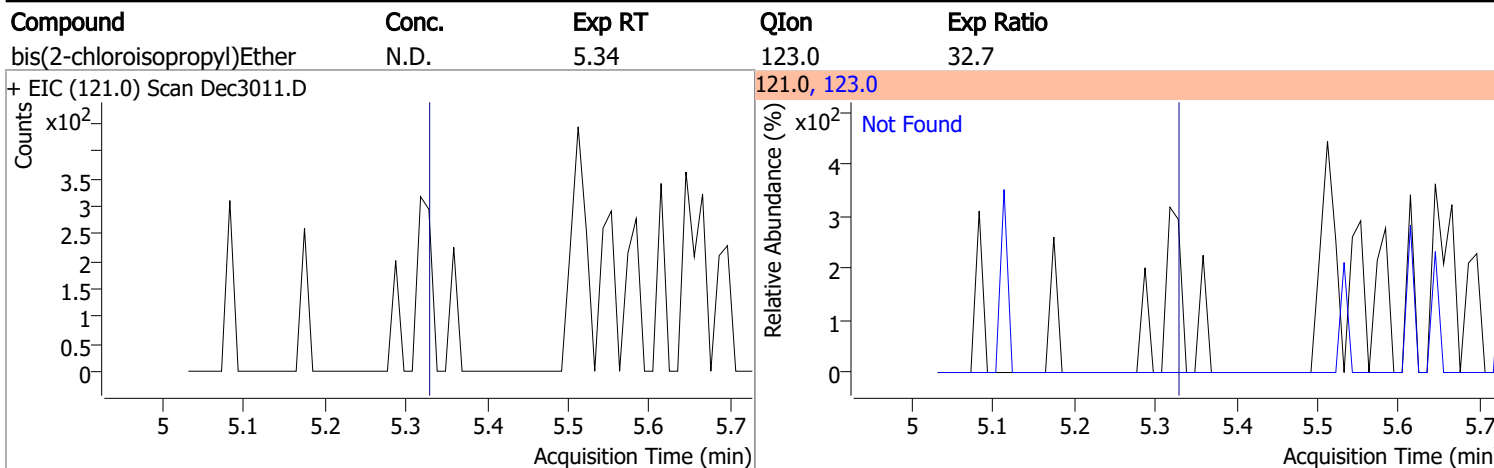 Compound Conc. Exp RT QIon Exp Ratio
bis(2-chloroisopropyl)Ether N.D. 5.34 123.0 32.7
+ EIC (121.0) Scan Dec3011.D
Counts
x10²
3.5
3
2.5
2
1.5
1
0.5
0
5 5.1 5.2 5.3 5.4 5.5 5.6 5.7
Acquisition Time (min)
121.0, 123.0
Relative Abundance (%)
x10²
Not Found
4
3
2
1
0
5 5.1 5.2 5.3 5.4 5.5 5.6 5.7
Acquisition Time (min)